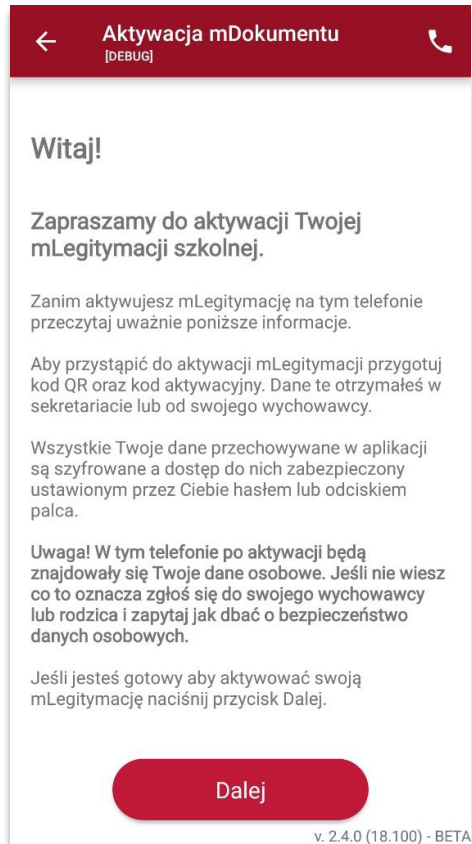 Aktywacja mDokumentu
[DEBUG]
Witaj!
Zapraszamy do aktywacji Twojej
mLegitymacji szkolnej.
Zanim aktywujesz mLegitymację na tym telefonie
przeczytaj uważnie poniższe informacje.
Aby przystąpić do aktywacji mLegitymacji przygotuj
kod QR oraz kod aktywacyjny. Dane te otrzymałeś w
sekretariacie lub od swojego wychowawcy.
Wszystkie Twoje dane przechowywane w aplikacji
są szyfrowane a dostęp do nich zabezpieczony
ustawionym przez Ciebie hasłem lub odciskiem
palca.
Uwaga! W tym telefonie po aktywacji będą
znajdowały się Twoje dane osobowe. Jeśli nie wiesz
co to oznacza zgłoś się do swojego wychowawcy
lub rodzica i zapytaj jak dbać o bezpieczeństwo
danych osobowych.
Jeśli jesteś gotowy aby aktywować swoją
mLegitymację naciśnij przycisk Dalej.
Dalej
v. 2.4.0 (18.100) - BETA